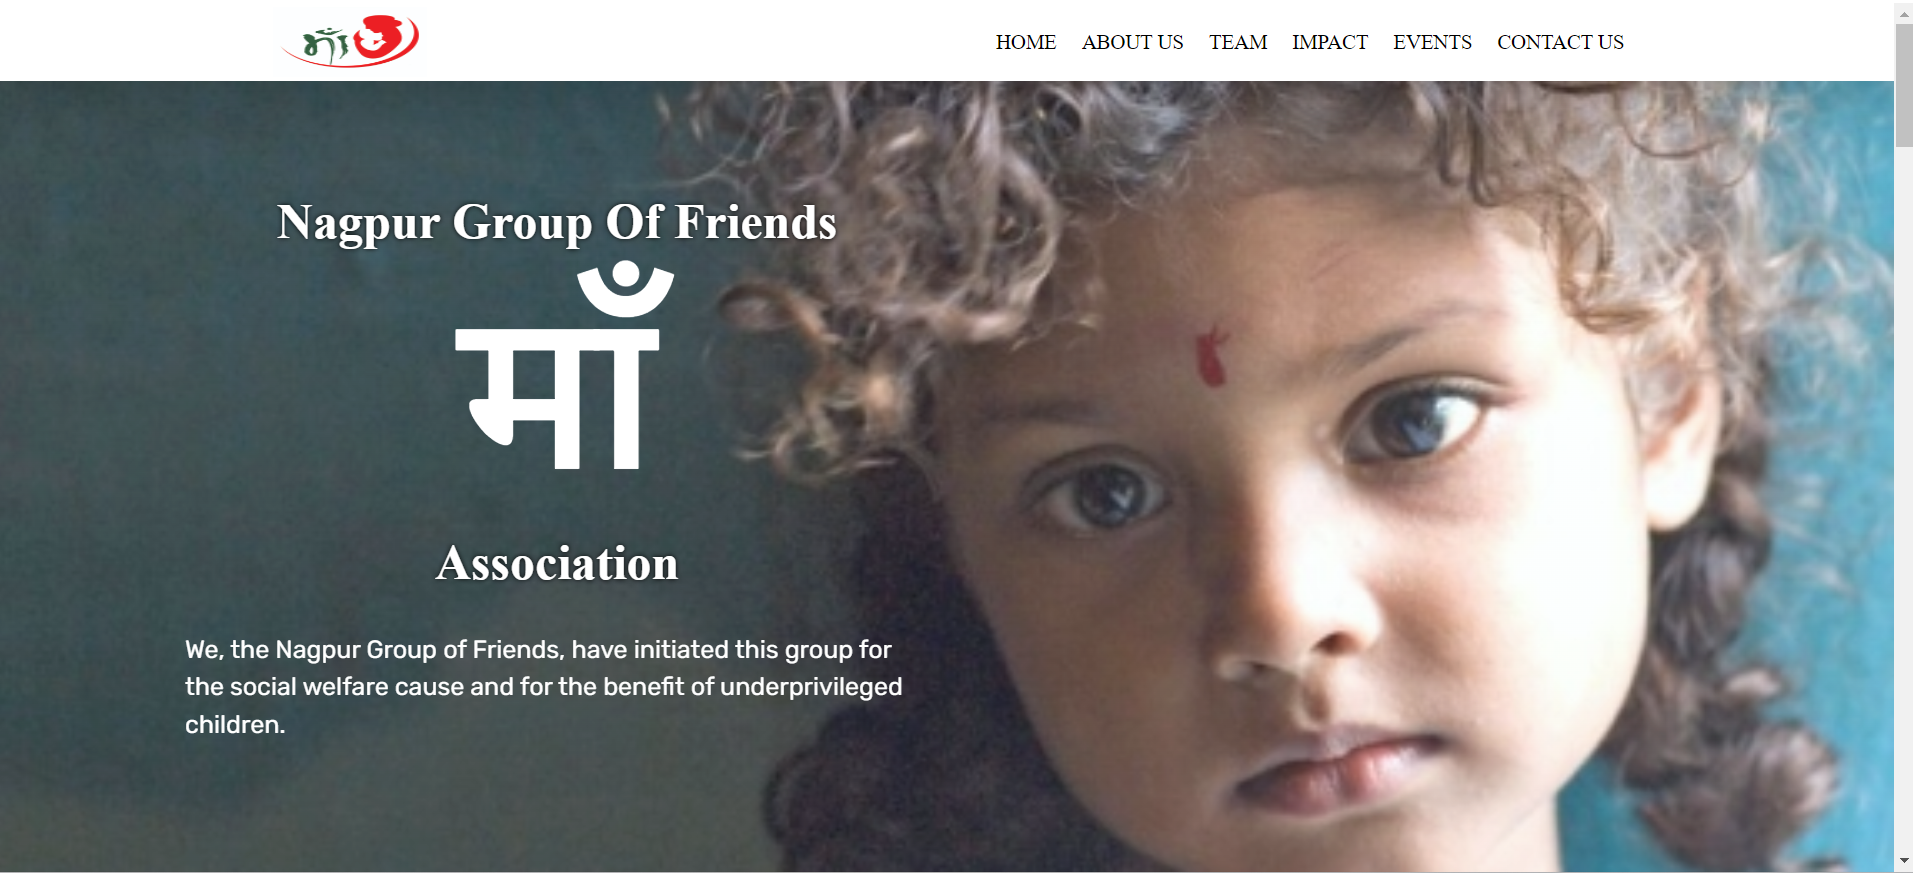 माँ
HOME ABOUT US TEAM IMPACT EVENTS CONTACT US
Nagpur Group Of Friends
माँ
Association
We, the Nagpur Group of Friends, have initiated this group for
the social welfare cause and for the benefit of underprivileged
children.